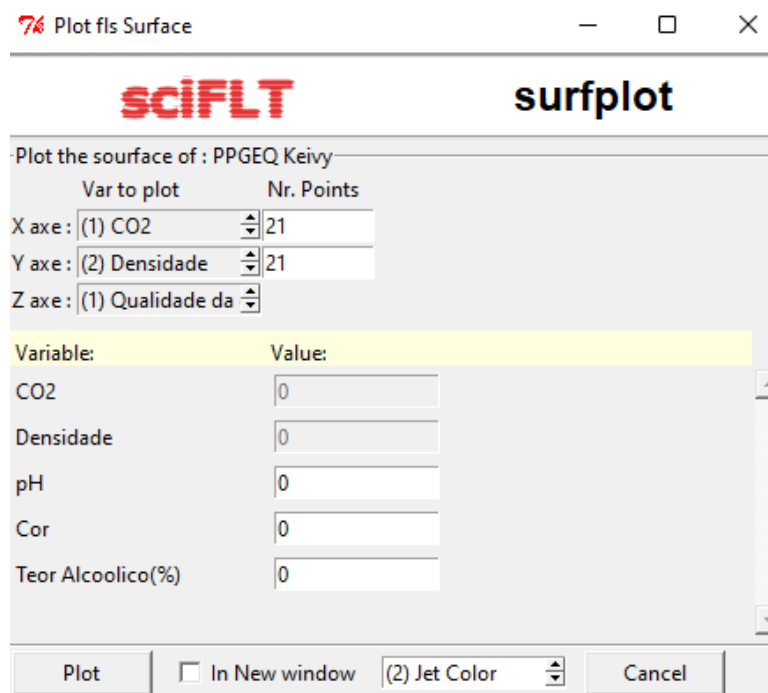 Plot fls Surface
sciFLT surfplot
Plot the sourface of : PPGEQ Keivy
Var to plot Nr. Points
X axe : (1) CO2 21
Y axe : (2) Densidade 21
Z axe : (1) Qualidade da
Variable: Value:
CO2 0
Densidade 0
pH 0
Cor 0
Teor Alcoolico(%) 0
Plot In New window (2) Jet Color Cancel